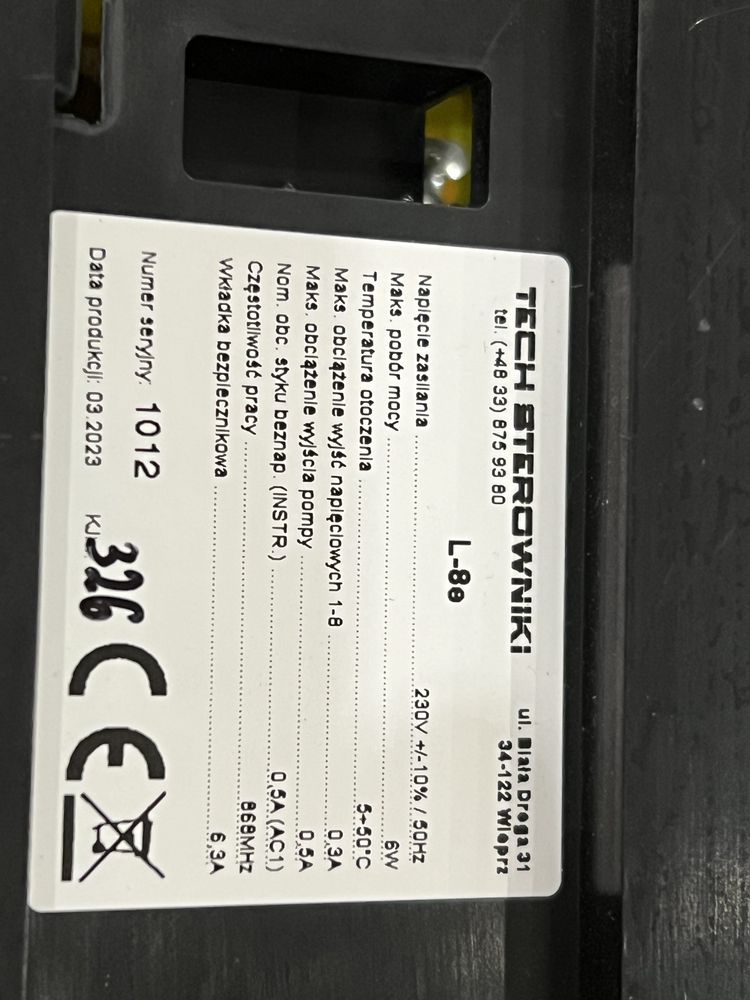 TECH STEROWNIKI
tel. (+48 33) 875 93 80
ul. Biała Droga 31
34-122 Wieprz
L-8e
Napięcie zasilania 230V +/-10% / 50Hz
Maks. pobór mocy 6W
Temperatura otoczenia 5÷50°C
Maks. obciążenie wyjść napięciowych 1-8 0,3A
Maks. obciążenie wyjścia pompy 0,5A
Nom. obc. styku beznap. (INSTR.) 0,5A (AC1)
Częstotliwość pracy 868MHz
Wkładka bezpiecznikowa 6,3A
Numer seryjny: 1012
Data produkcji: 03.2023 326 CE